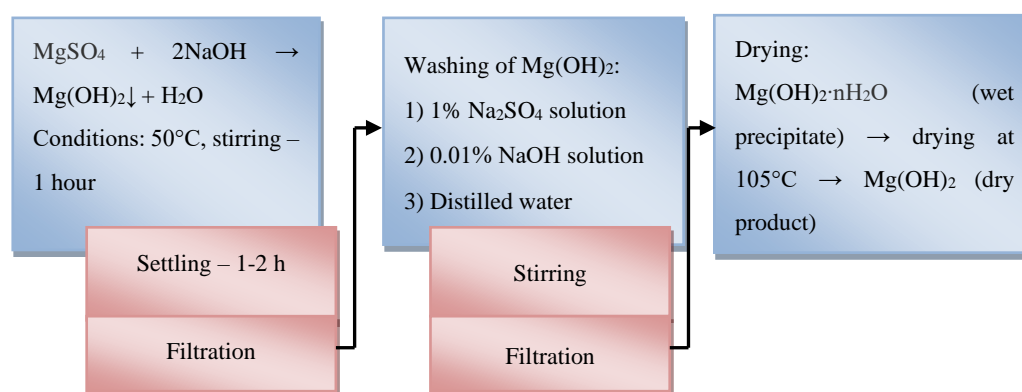 MgSO₄ + 2NaOH →
Mg(OH)₂↓ + H₂O
Conditions: 50°C, stirring –
1 hour
Settling – 1-2 h
Filtration
Washing of Mg(OH)₂:
1) 1% Na₂SO₄ solution
2) 0.01% NaOH solution
3) Distilled water
Stirring
Filtration
Drying:
Mg(OH)₂·nH₂O (wet
precipitate) → drying at
105°C → Mg(OH)₂ (dry
product)